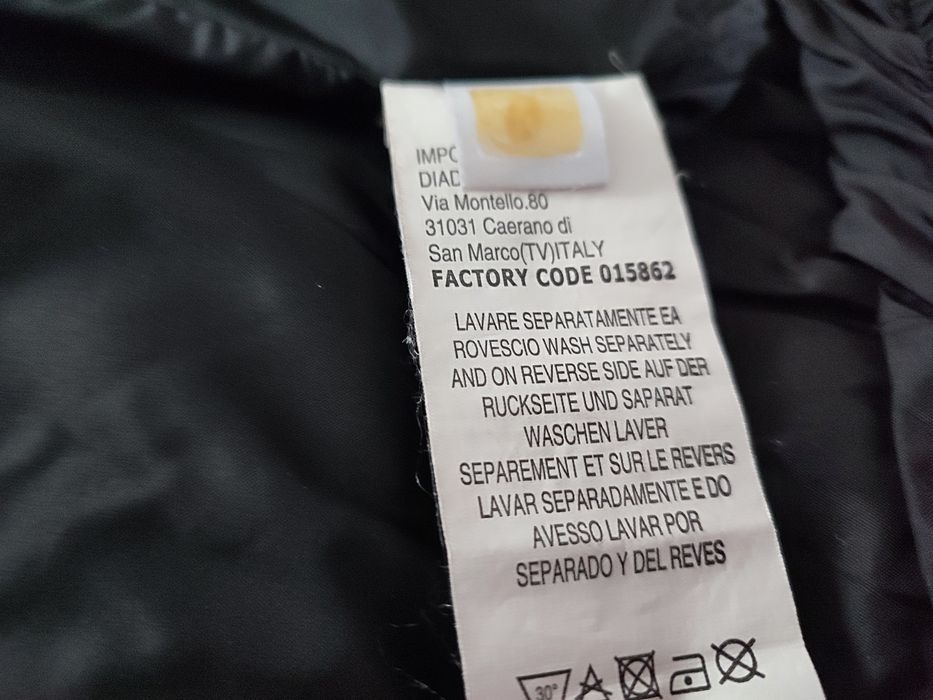 IMPO
DIAD
Via Montello.80
31031 Caerano di
San Marco(TV)ITALY
FACTORY CODE 015862
LAVARE SEPARATAMENTE EA
ROVESCIO WASH SEPARATELY
AND ON REVERSE SIDE AUF DER
RUCKSEITE UND SAPARAT
WASCHEN LAVER
SEPAREMENT ET SUR LE REVERS
LAVAR SEPARADAMENTE E DO
AVESSO LAVAR POR
SEPARADO Y DEL REVES
30°